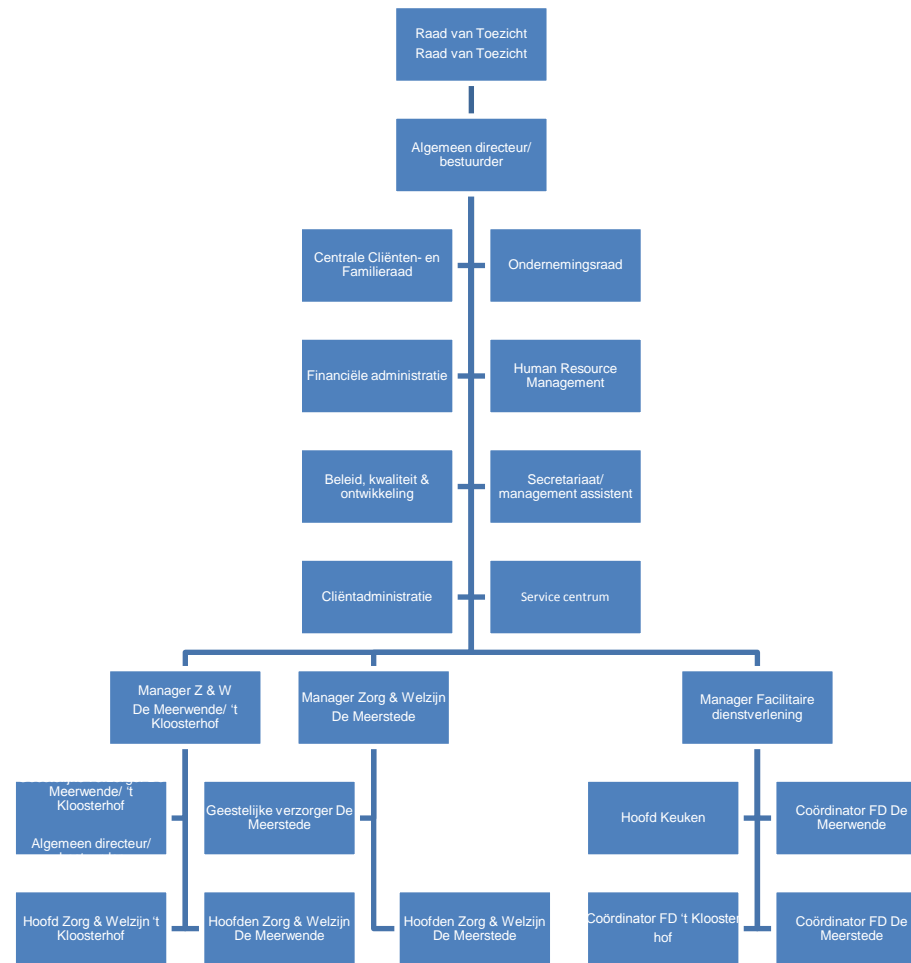 Raad van Toezicht
Raad van Toezicht
Algemeen directeur/
bestuurder
Centrale Cliënten- en
Familieraad
Ondernemingsraad
Financiële administratie
Human Resource
Management
Beleid, kwaliteit &
ontwikkeling
Secretariaat/
management assistent
Cliëntadministratie
Service centrum
Manager Z & W
De Meerwende/ ‘t
Kloosterhof
Manager Zorg & Welzijn
De Meerstede
Manager Facilitaire
dienstverlening
Meerwende/ ‘t
Kloosterhof
Algemeen directeur/
Geestelijke verzorger De
Meerstede
Hoofd Keuken
Coördinator FD De
Meerwende
Hoofd Zorg & Welzijn ‘t
Kloosterhof
Hoofden Zorg & Welzijn
De Meerwende
Hoofden Zorg & Welzijn
De Meerstede
Coördinator FD ‘t Klooster
hof
Coördinator FD De
Meerstede